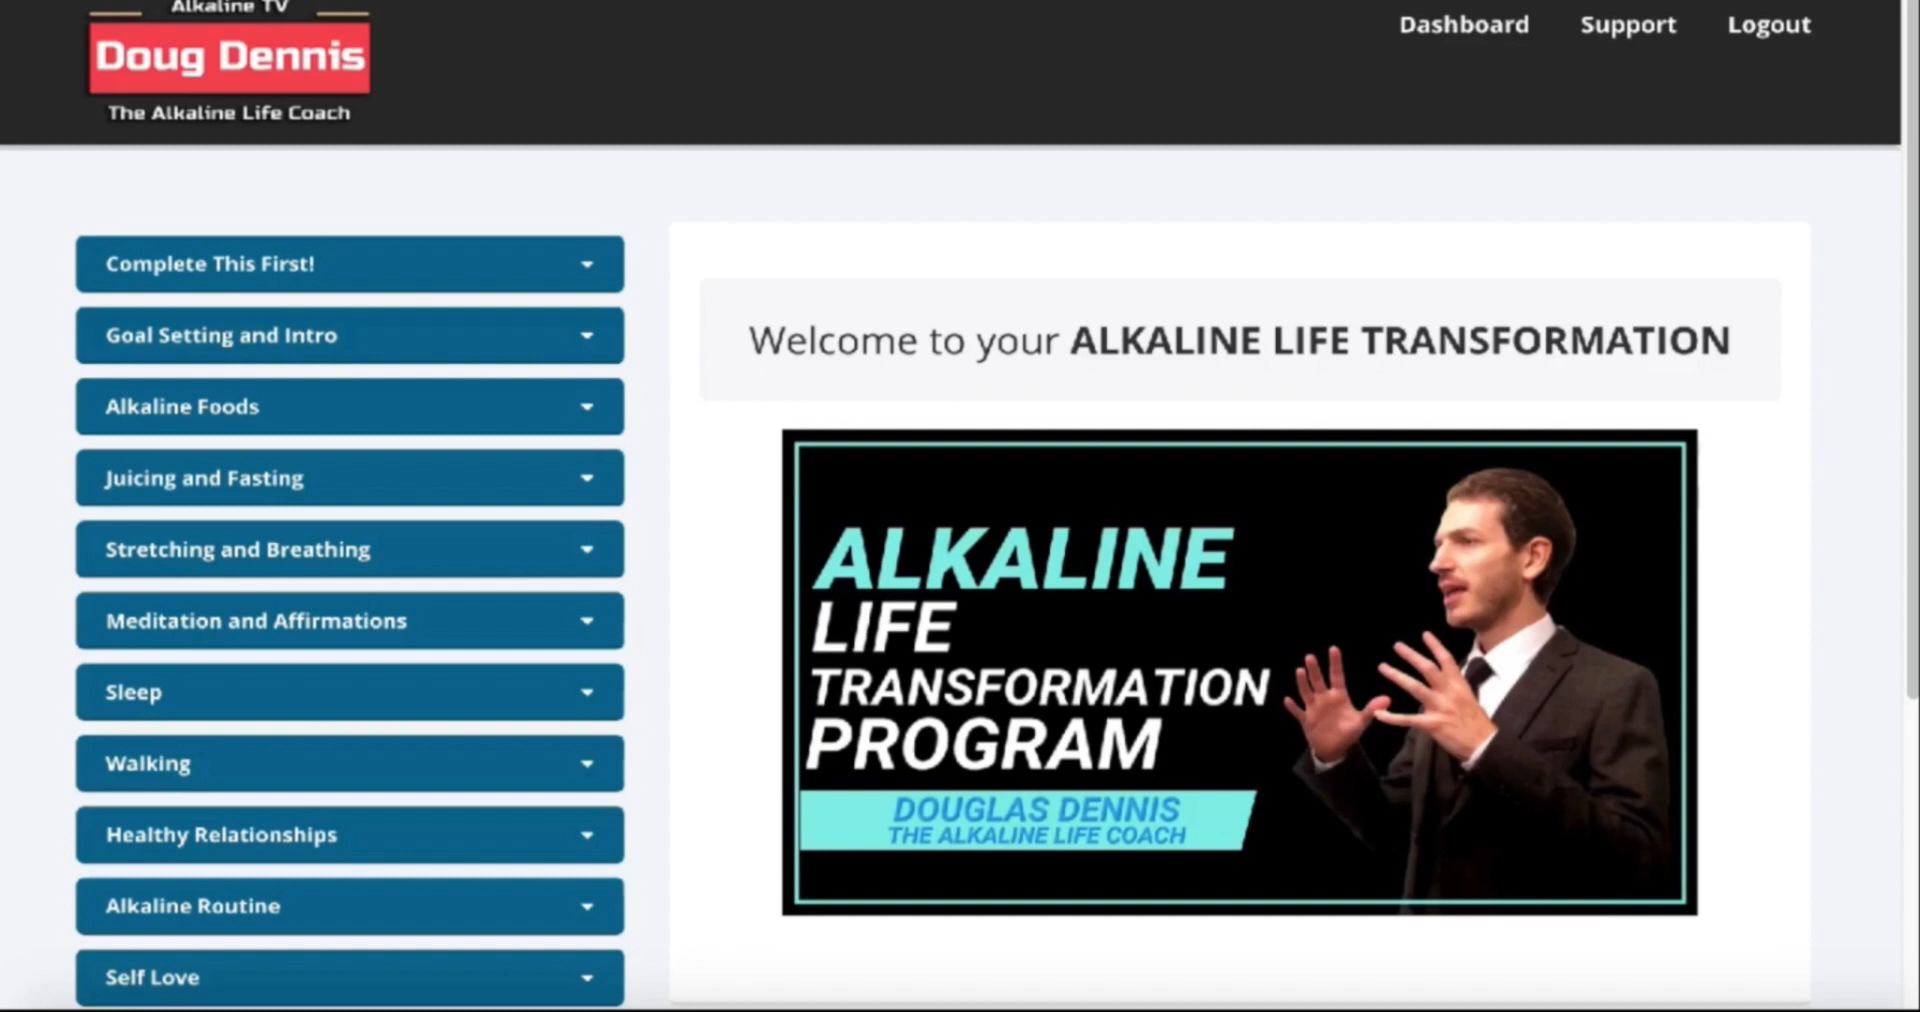 Alkaline TV
Doug Dennis
The Alkaline Life Coach
Dashboard Support Logout
Complete This First!
Goal Setting and Intro
Alkaline Foods
Juicing and Fasting
Stretching and Breathing
Meditation and Affirmations
Sleep
Walking
Healthy Relationships
Alkaline Routine
Self Love
Welcome to your ALKALINE LIFE TRANSFORMATION
ALKALINE
LIFE
TRANSFORMATION
PROGRAM
DOUGLAS DENNIS
THE ALKALINE LIFE COACH